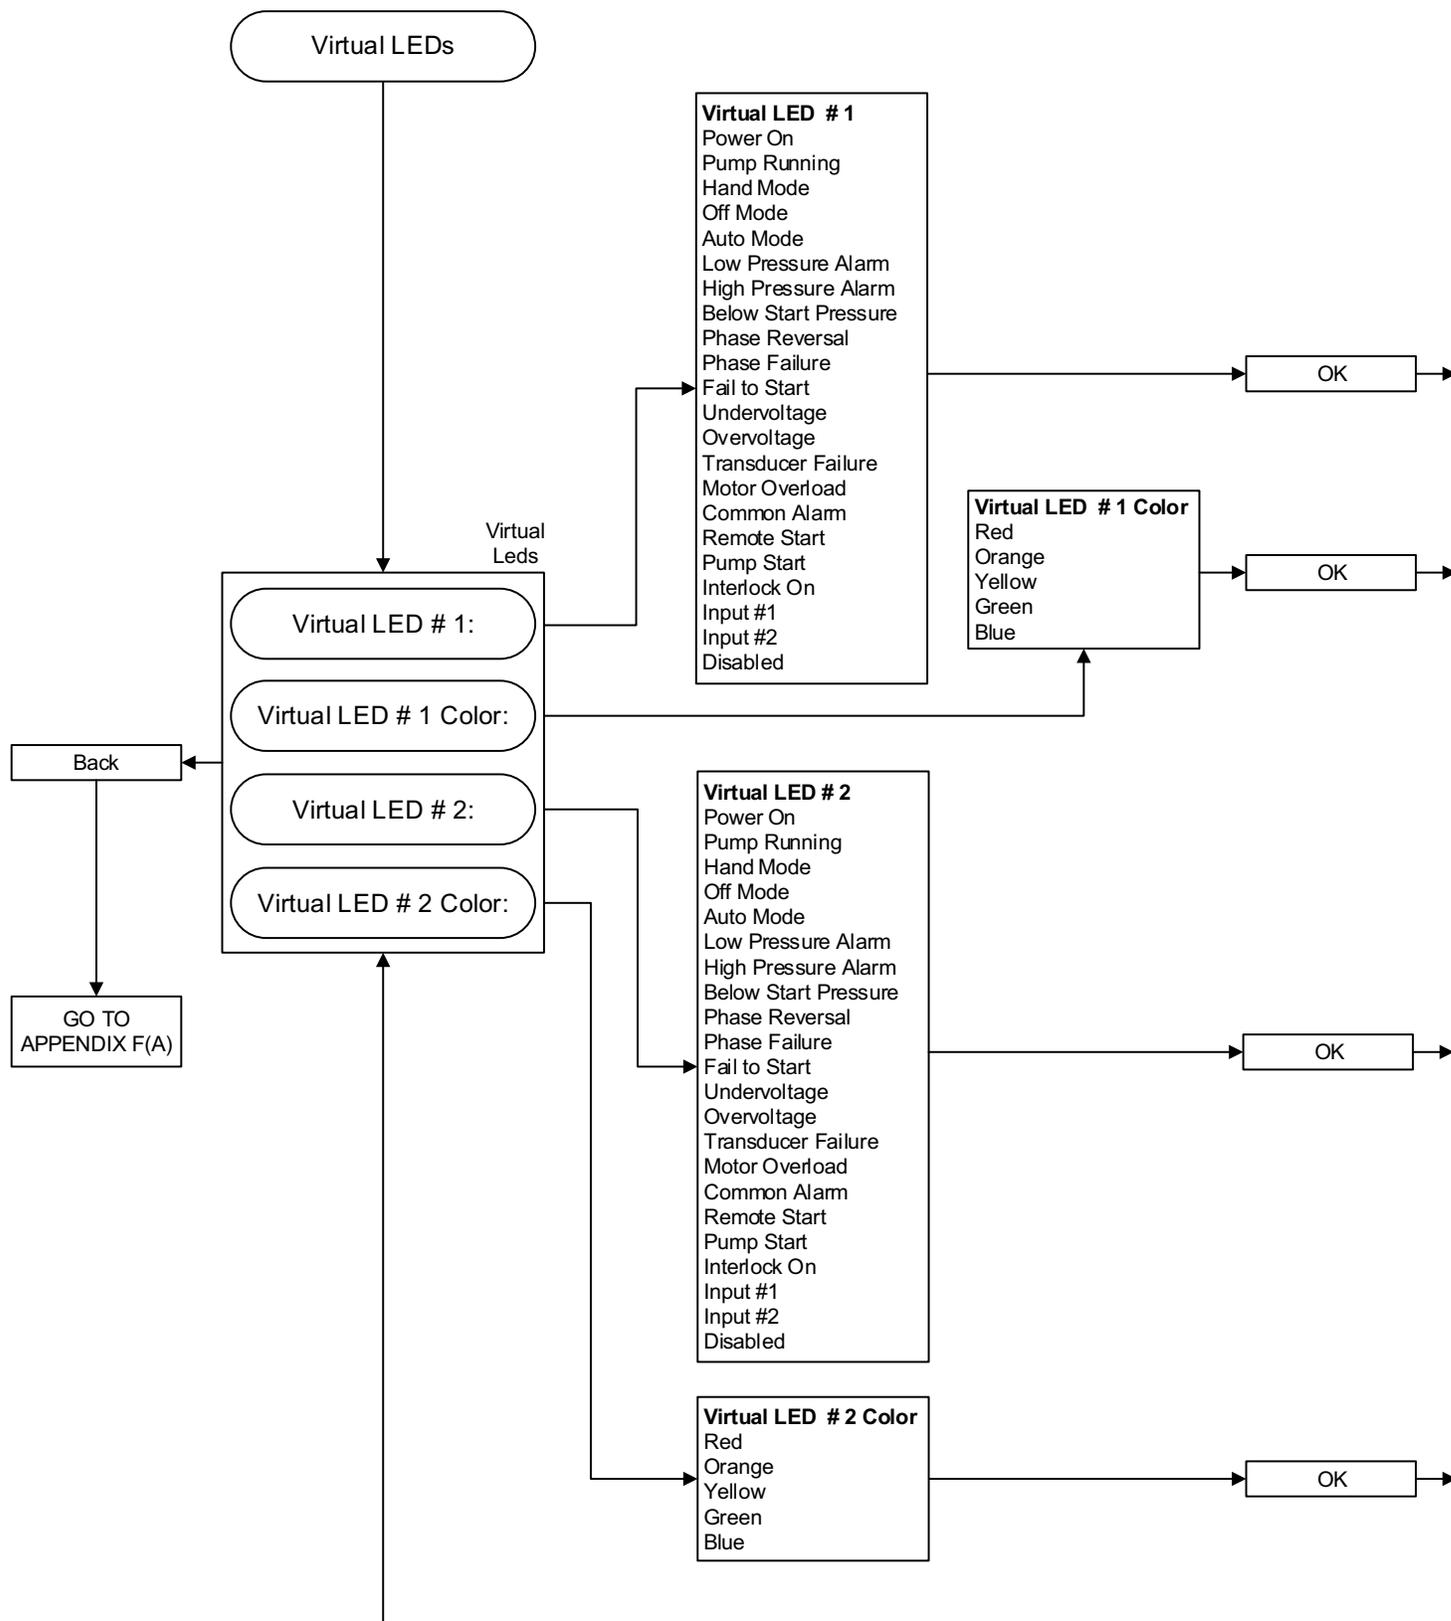 Virtual LEDs
Virtual LED # 1
Power On
Pump Running
Hand Mode
Off Mode
Auto Mode
Low Pressure Alarm
High Pressure Alarm
Below Start Pressure
Phase Reversal
Phase Failure
Fail to Start
Undervoltage
Overvoltage
Transducer Failure
Motor Overload
Common Alarm
Remote Start
Pump Start
Interlock On
Input #1
Input #2
Disabled
OK
Virtual LED # 1 Color
Red
Orange
Yellow
Green
Blue
OK
Virtual
Leds
Virtual LED # 1:
Virtual LED # 1 Color:
Virtual LED # 2:
Virtual LED # 2 Color:
Back
GO TO
APPENDIX F(A)
Virtual LED # 2
Power On
Pump Running
Hand Mode
Off Mode
Auto Mode
Low Pressure Alarm
High Pressure Alarm
Below Start Pressure
Phase Reversal
Phase Failure
Fail to Start
Undervoltage
Overvoltage
Transducer Failure
Motor Overload
Common Alarm
Remote Start
Pump Start
Interlock On
Input #1
Input #2
Disabled
OK
Virtual LED # 2 Color
Red
Orange
Yellow
Green
Blue
OK